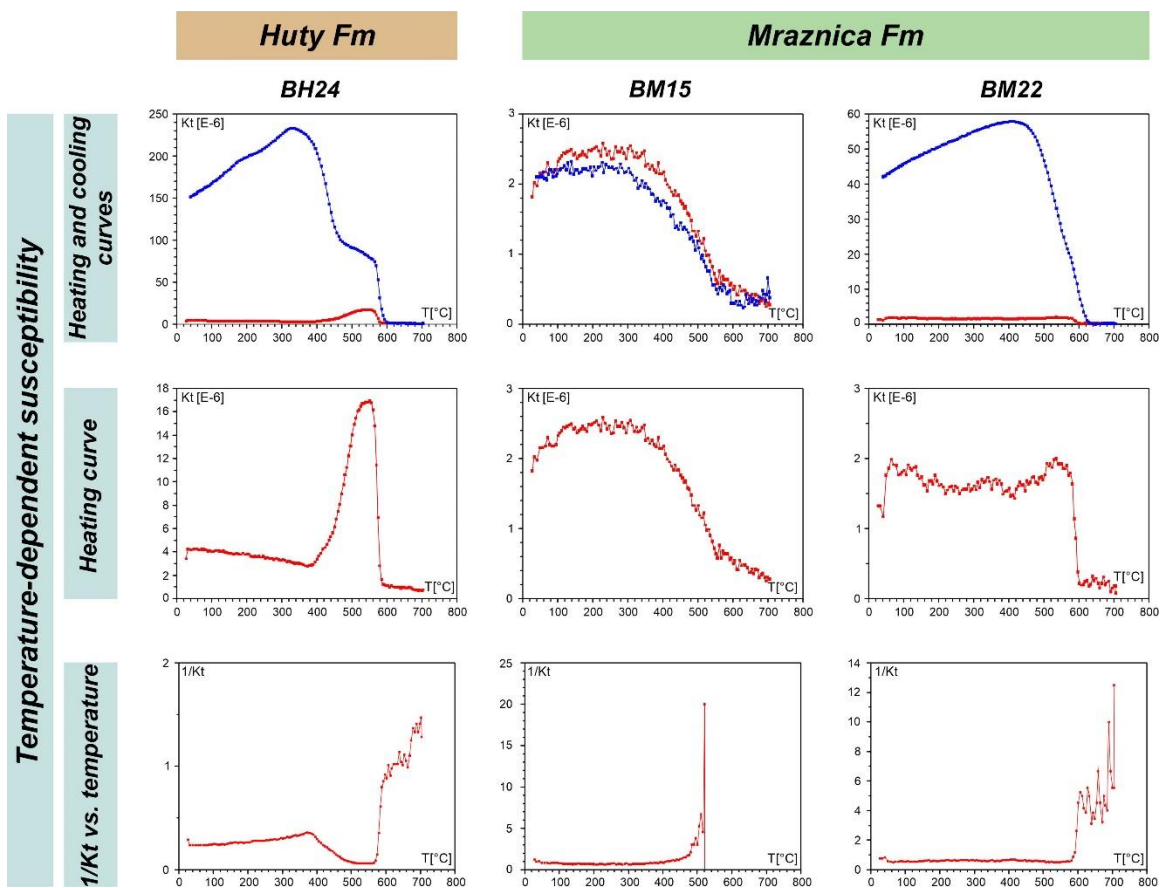 Huty Fm
Mraznica Fm
BH24
BM15
BM22
Temperature-dependent susceptibility
Heating and cooling
curves
Kt [E-6]
250
200
150
100
50
0
T[°C]
0 100 200 300 400 500 600 700 800
Kt [E-6]
3
2
1
0
T[°C]
0 100 200 300 400 500 600 700 800
Kt [E-6]
60
50
40
30
20
10
0
T[°C]
0 100 200 300 400 500 600 700 800
Heating curve
Kt [E-6]
18
16
14
12
10
8
6
4
2
0
T[°C]
0 100 200 300 400 500 600 700 800
Kt [E-6]
3
2
1
0
T[°C]
0 100 200 300 400 500 600 700 800
Kt [E-6]
3
2
1
0
T[°C]
0 100 200 300 400 500 600 700 800
1/Kt vs. temperature
1/Kt
2
1
0
T[°C]
0 100 200 300 400 500 600 700 800
1/Kt
25
20
15
10
5
0
T[°C]
0 100 200 300 400 500 600 700 800
1/Kt
14
12
10
8
6
4
2
0
T[°C]
0 100 200 300 400 500 600 700 800